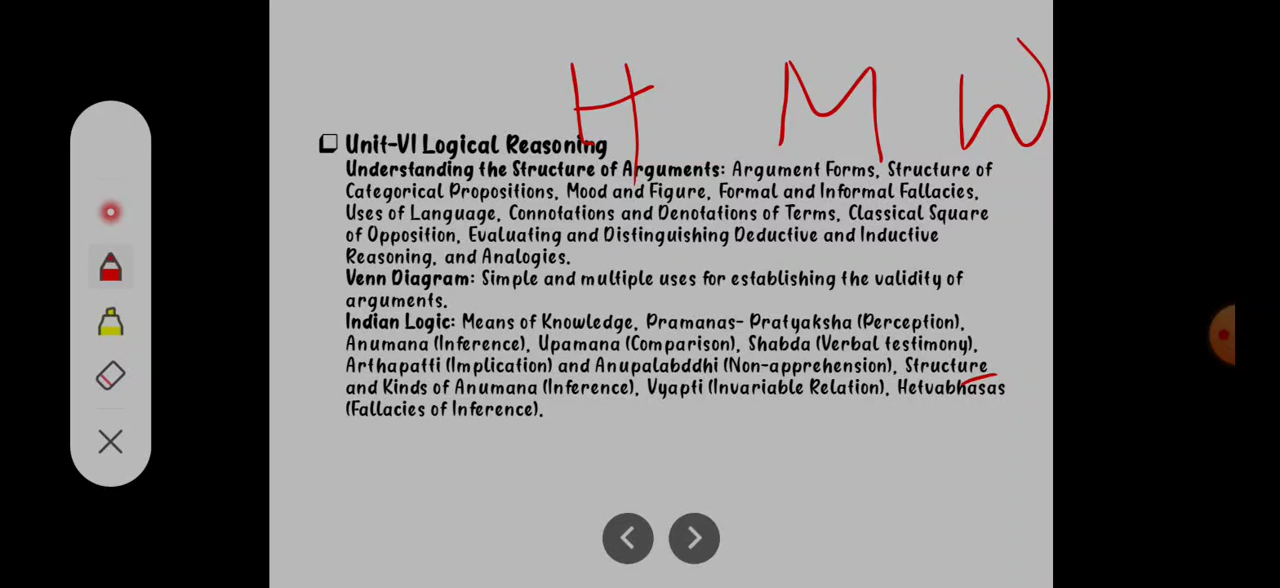 H M W
Unit-VI Logical Reasoning
Understanding the Structure of Arguments: Argument Forms, Structure of
Categorical Propositions, Mood and Figure, Formal and Informal Fallacies,
Uses of Language, Connotations and Denotations of Terms, Classical Square
of Opposition, Evaluating and Distinguishing Deductive and Inductive
Reasoning, and Analogies.
Venn Diagram: Simple and multiple uses for establishing the validity of
arguments.
Indian Logic: Means of Knowledge, Pramanas- Pratyaksha (Perception),
Anumana (Inference), Upamana (Comparison), Shabda (Verbal testimony),
Arthapatti (Implication) and Anupalabddhi (Non-apprehension), Structure
and Kinds of Anumana (Inference), Vyapti (Invariable Relation), Hetvabhasas
(Fallacies of Inference).